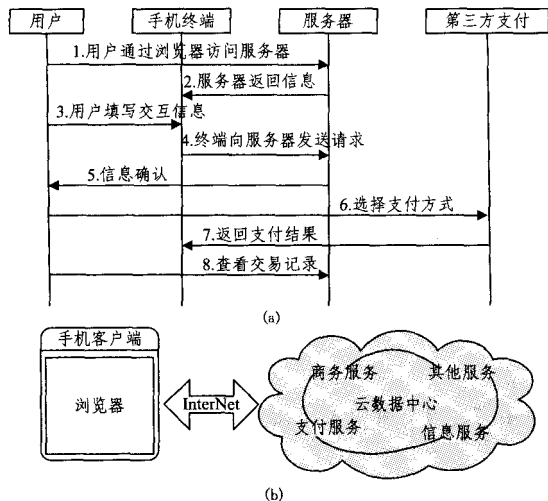 用户 手机终端 服务器 第三方支付
1.用户通过浏览器访问服务器
2.服务器返回信息
3.用户填写交互信息
4.终端向服务器发送请求
5.信息确认
6.选择支付方式
7.返回支付结果
8.查看交易记录
(a)
手机客户端
浏览器
InterNet
商务服务 其他服务
云数据中心
支付服务 信息服务
(b)